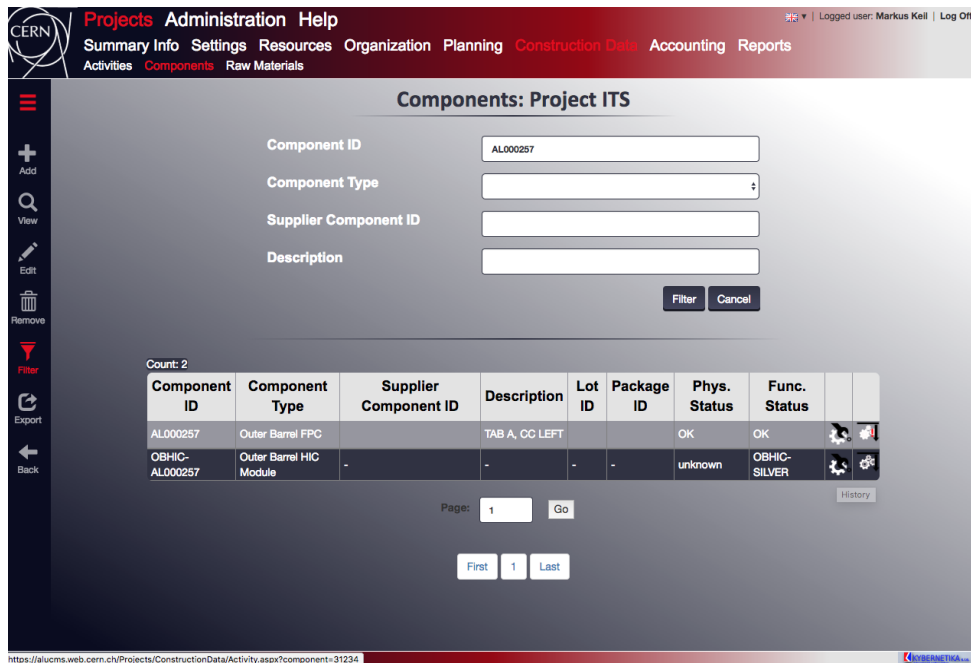 CERN
Projects Administration Help
▼ | Logged user: Markus Keil | Log Off
Summary Info Settings Resources Organization Planning Construction Data Accounting Reports
Activities Components Raw Materials
Components: Project ITS
Add
View
Edit
Remove
Filter
Export
Back
Component ID AL000257
Component Type
Supplier Component ID
Description
Filter Cancel
Count: 2
Component ID Component Type Supplier Component ID Description Lot ID Package ID Phys. Status Func. Status
AL000257 Outer Barrel FPC TAB A, CC LEFT OK OK
OBHIC-AL000257 Outer Barrel HIC Module - - - - unknown OBHIC-SILVER
History
Page: 1 Go
First 1 Last
https://alucms.web.cern.ch/Projects/ConstructionData/Activity.aspx?component=31234
KYBERNETIKA